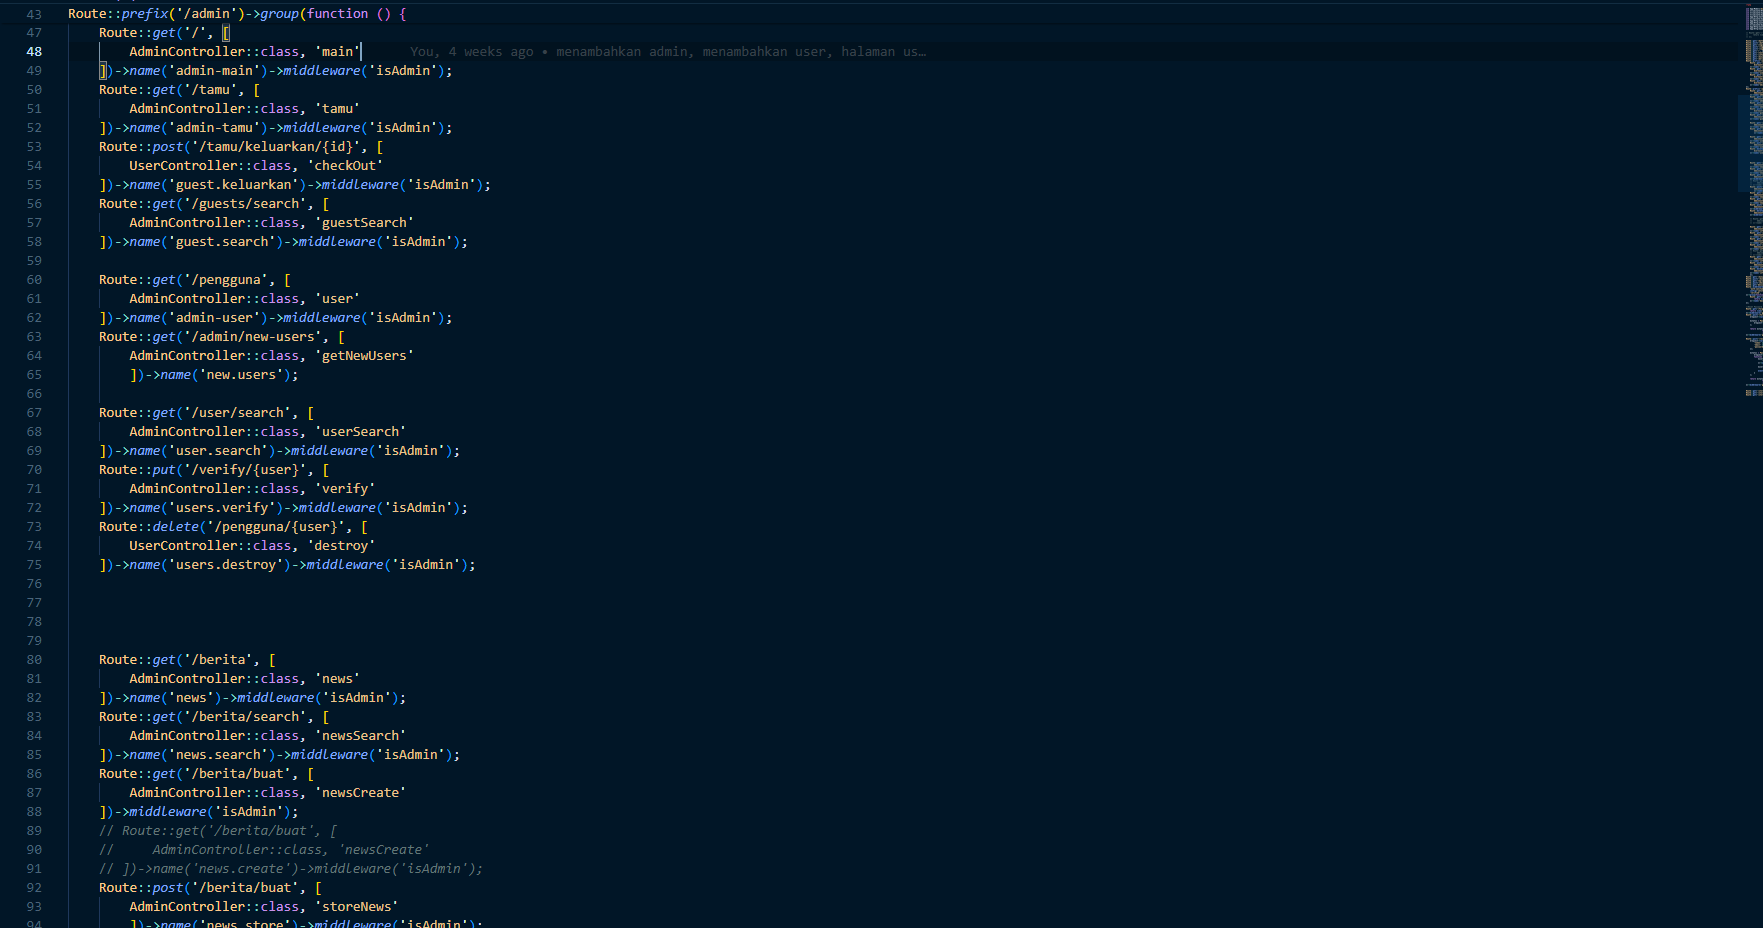 43 Route::prefix('/admin')->group(function () {
47 Route::get('/', [
48 AdminController::class, 'main' You, 4 weeks ago • menambahkan admin, menambahkan user, halaman us…
49 ])->name('admin-main')->middleware('isAdmin');
50 Route::get('/tamu', [
51 AdminController::class, 'tamu'
52 ])->name('admin-tamu')->middleware('isAdmin');
53 Route::post('/tamu/keluarkan/{id}', [
54 UserController::class, 'checkOut'
55 ])->name('guest.keluarkan')->middleware('isAdmin');
56 Route::get('/guests/search', [
57 AdminController::class, 'guestSearch'
58 ])->name('guest.search')->middleware('isAdmin');
59
60 Route::get('/pengguna', [
61 AdminController::class, 'user'
62 ])->name('admin-user')->middleware('isAdmin');
63 Route::get('/admin/new-users', [
64 AdminController::class, 'getNewUsers'
65 ])->name('new.users');
66
67 Route::get('/user/search', [
68 AdminController::class, 'userSearch'
69 ])->name('user.search')->middleware('isAdmin');
70 Route::put('/verify/{user}', [
71 AdminController::class, 'verify'
72 ])->name('users.verify')->middleware('isAdmin');
73 Route::delete('/pengguna/{user}', [
74 UserController::class, 'destroy'
75 ])->name('users.destroy')->middleware('isAdmin');
76
77
78
79
80 Route::get('/berita', [
81 AdminController::class, 'news'
82 ])->name('news')->middleware('isAdmin');
83 Route::get('/berita/search', [
84 AdminController::class, 'newsSearch'
85 ])->name('news.search')->middleware('isAdmin');
86 Route::get('/berita/buat', [
87 AdminController::class, 'newsCreate'
88 ])->middleware('isAdmin');
89 // Route::get('/berita/buat', [
90 // AdminController::class, 'newsCreate'
91 // ])->name('news.create')->middleware('isAdmin');
92 Route::post('/berita/buat', [
93 AdminController::class, 'storeNews'
94 ])->name('news.store')->middleware('isAdmin');